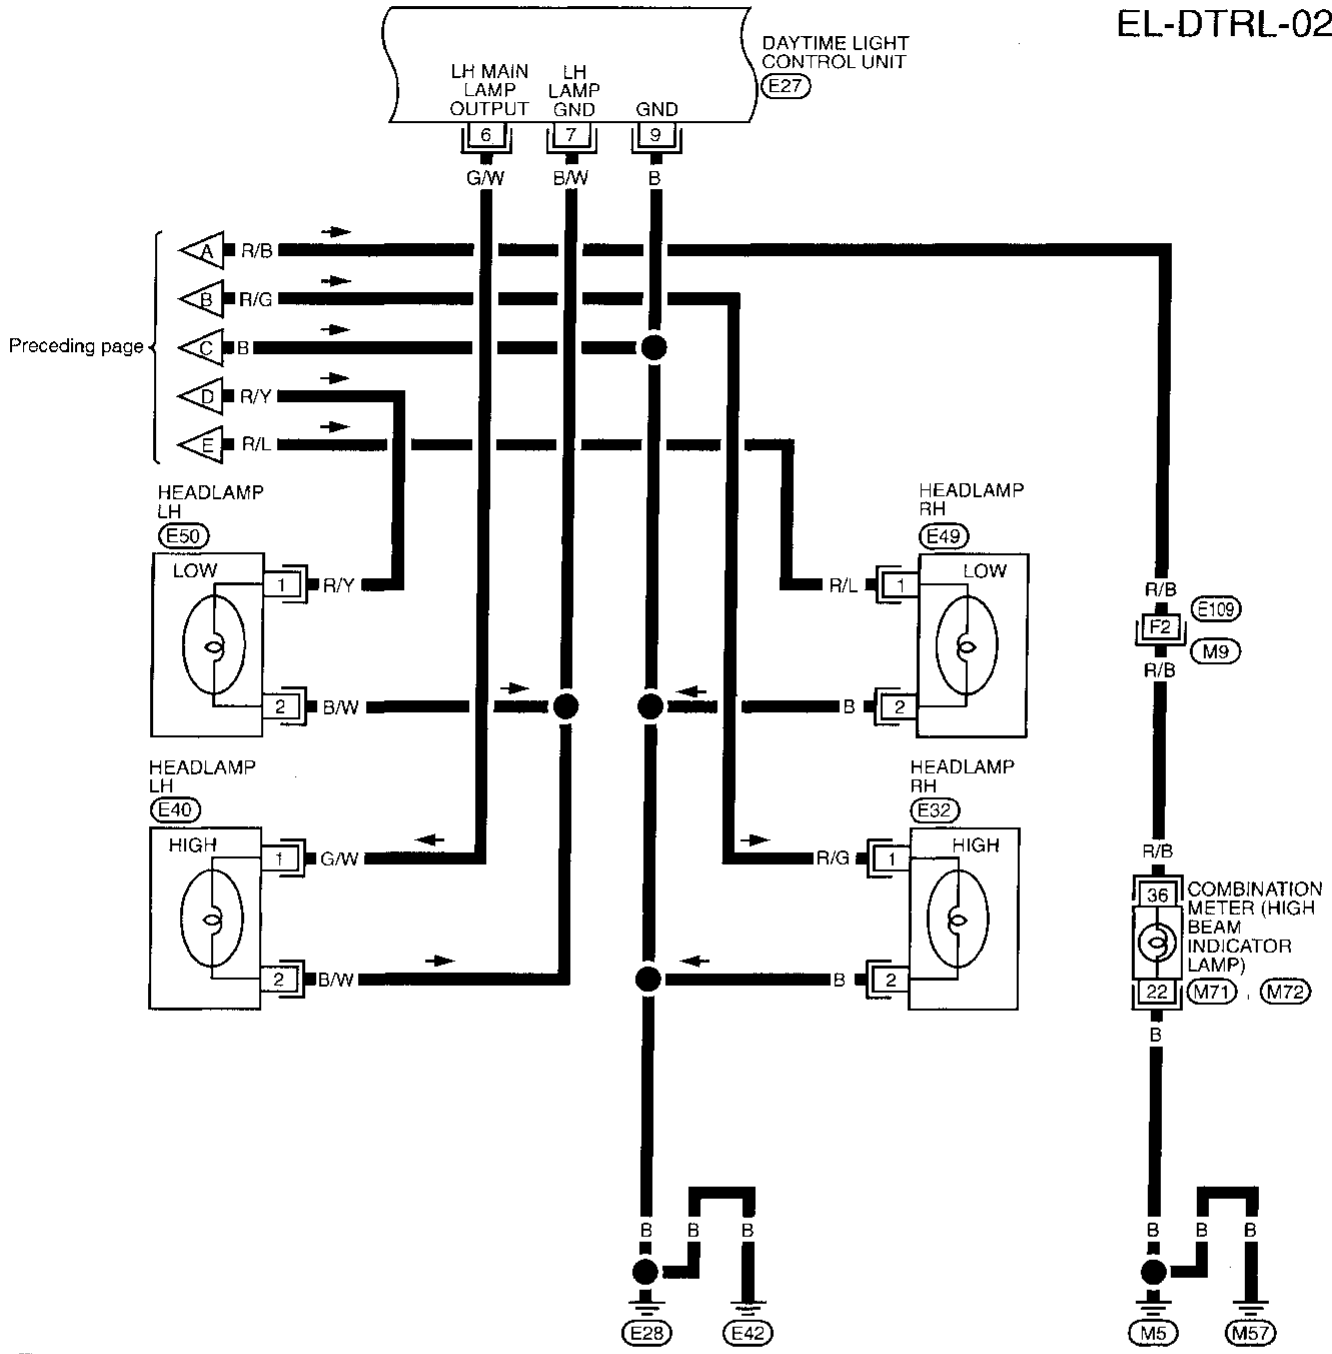 EL-DTRL-02
DAYTIME LIGHT
CONTROL UNIT
E27
LH MAIN
LAMP
OUTPUT
LH
LAMP
GND
GND
6
7
9
G/W
B/W
B
Preceding page
A
R/B
B
R/G
C
B
D
R/Y
E
R/L
HEADLAMP
LH
E50
LOW
1
R/Y
2
B/W
HEADLAMP
RH
E49
LOW
R/L
1
B
2
R/B
E109
F2
M9
R/B
HEADLAMP
LH
E40
HIGH
1
G/W
2
B/W
HEADLAMP
RH
E32
HIGH
R/G
1
B
2
R/B
36
COMBINATION
METER (HIGH
BEAM
INDICATOR
LAMP)
22
M71 , M72
B
B
B
B
B
B
B
E28
E42
M5
M57